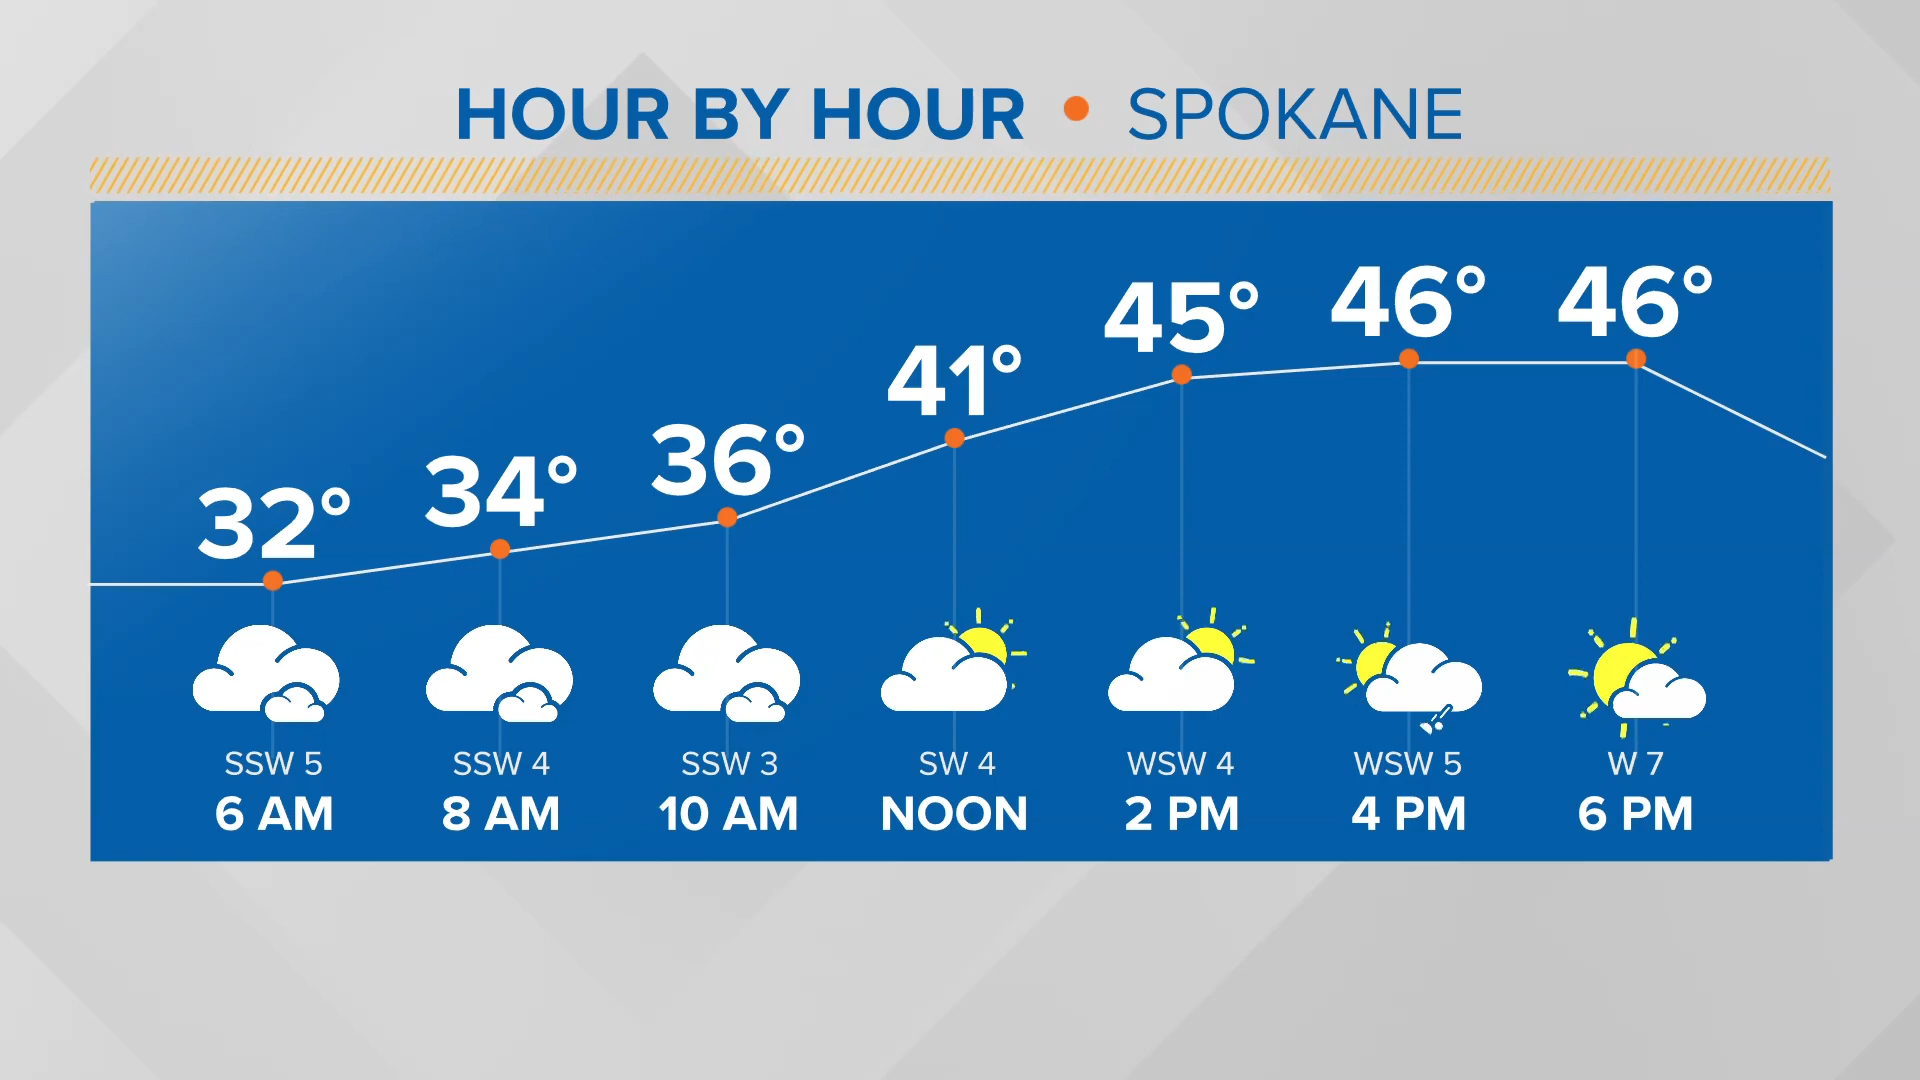 HOUR BY HOUR • SPOKANE
32° 34° 36° 41° 45° 46° 46°
SSW 5 SSW 4 SSW 3 SW 4 WSW 4 WSW 5 W 7
6 AM 8 AM 10 AM NOON 2 PM 4 PM 6 PM